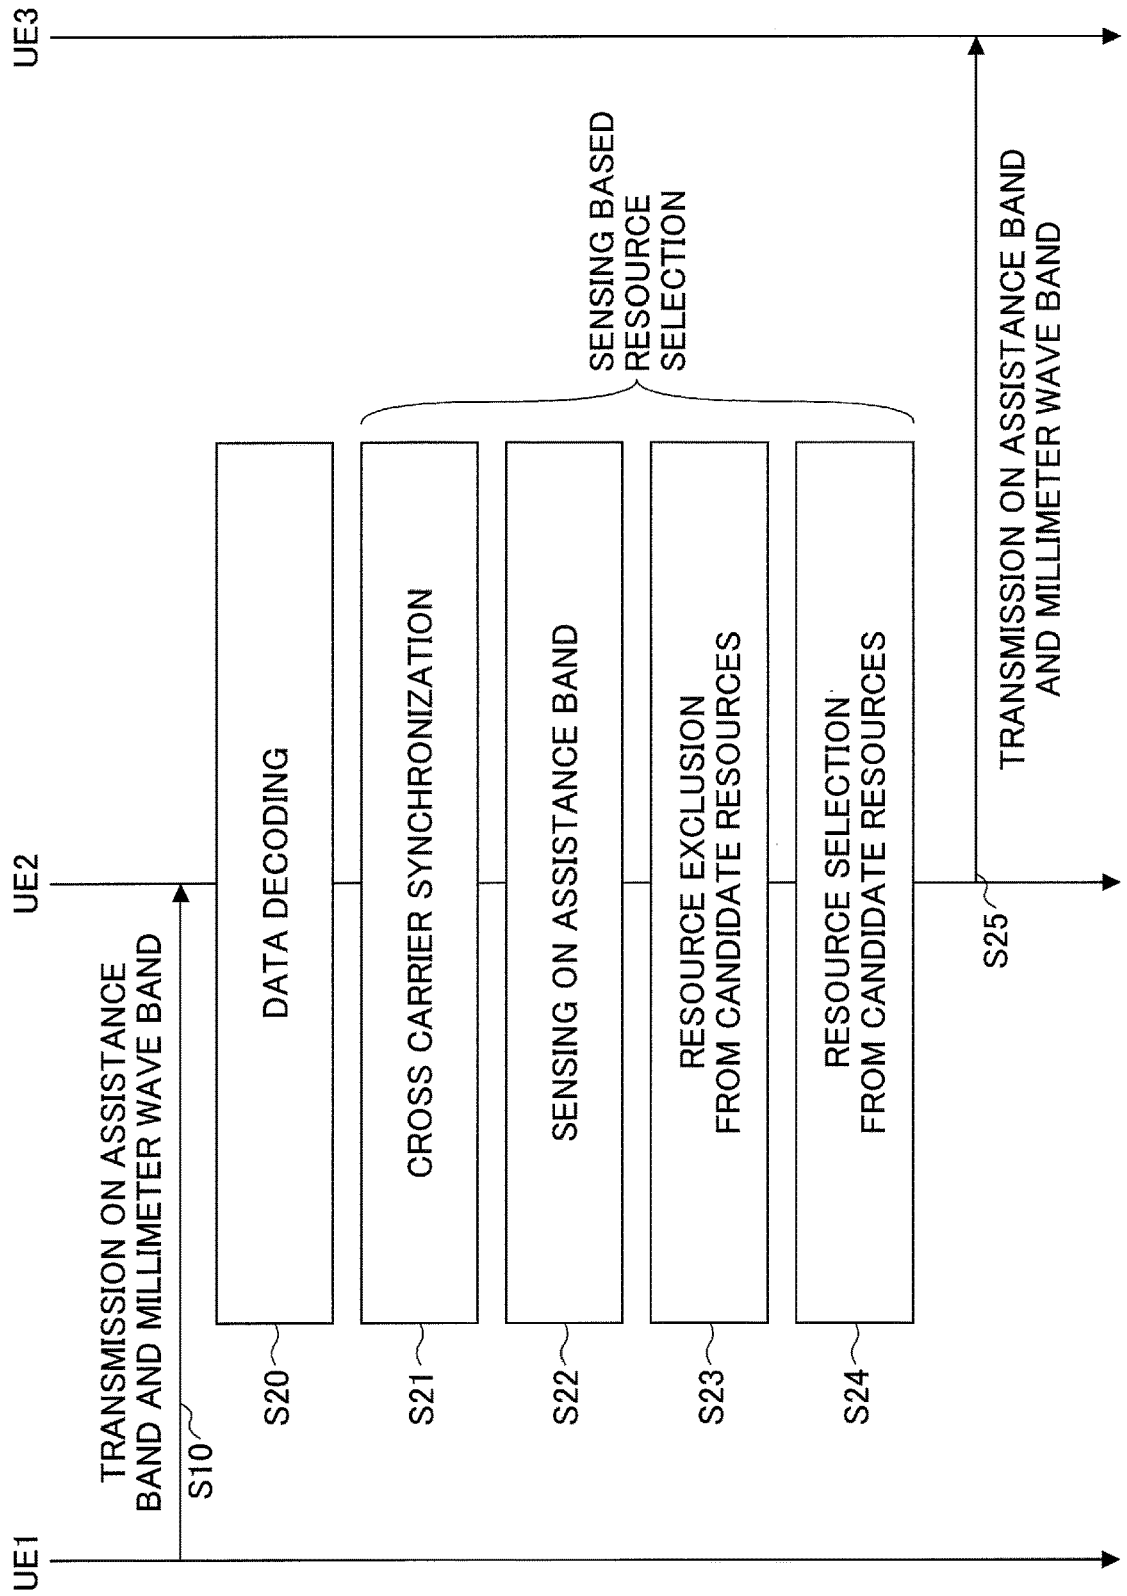 UE1
UE2
UE3
TRANSMISSION ON ASSISTANCE
BAND AND MILLIMETER WAVE BAND
S10
S20
DATA DECODING
S21
CROSS CARRIER SYNCHRONIZATION
S22
SENSING ON ASSISTANCE BAND
S23
RESOURCE EXCLUSION
FROM CANDIDATE RESOURCES
S24
RESOURCE SELECTION
FROM CANDIDATE RESOURCES
SENSING BASED
RESOURCE
SELECTION
S25
TRANSMISSION ON ASSISTANCE BAND
AND MILLIMETER WAVE BAND